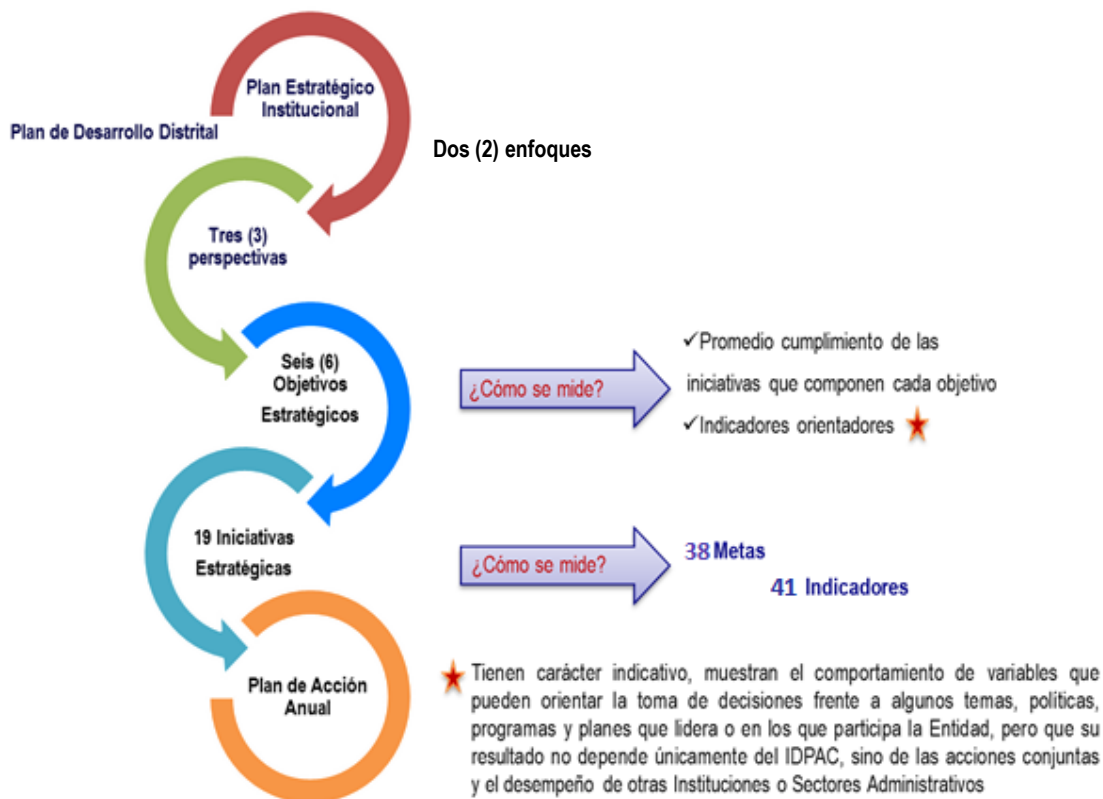 Plan Estratégico
Institucional
Plan de Desarrollo Distrital
Dos (2) enfoques
Tres (3)
perspectivas
Seis (6)
Objetivos
Estratégicos
¿Cómo se mide?
✓Promedio cumplimiento de las
iniciativas que componen cada objetivo
✓Indicadores orientadores
19 Iniciativas
Estratégicas
¿Cómo se mide?
38 Metas
41 Indicadores
Plan de Acción
Anual
Tienen carácter indicativo, muestran el comportamiento de variables que
pueden orientar la toma de decisiones frente a algunos temas, políticas,
programas y planes que lidera o en los que participa la Entidad, pero que su
resultado no depende únicamente del IDPAC, sino de las acciones conjuntas
y el desempeño de otras Instituciones o Sectores Administrativos